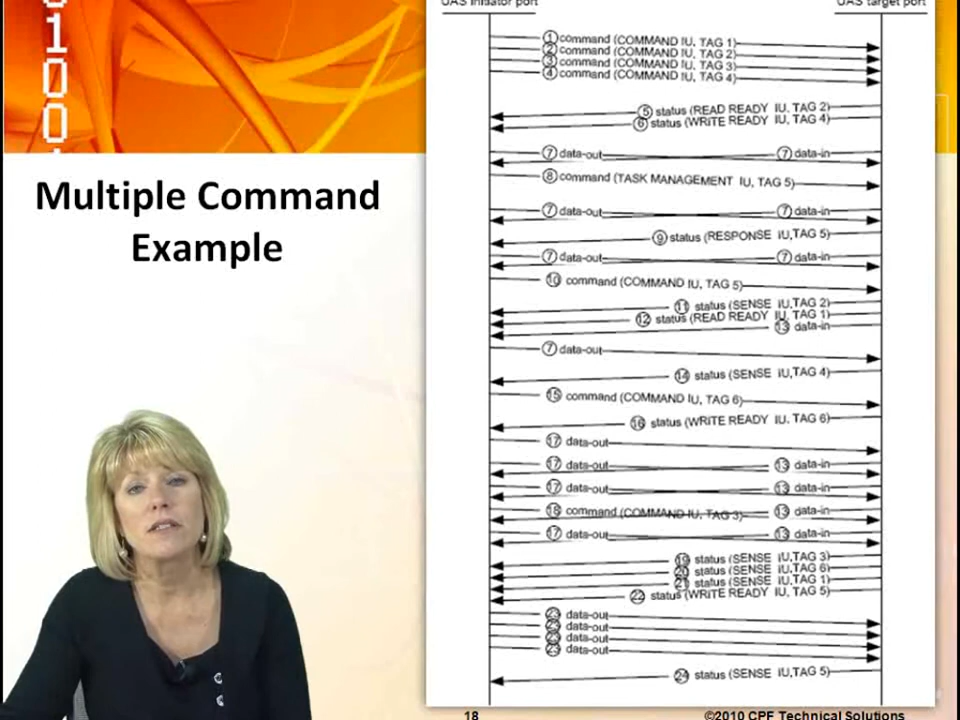 0100
Multiple Command
Example
UAS initiator port
UAS target port
1 command (COMMAND IU, TAG 1)
2 command (COMMAND IU, TAG 2)
3 command (COMMAND IU, TAG 3)
4 command (COMMAND IU, TAG 4)
5 status (READ READY IU, TAG 2)
6 status (WRITE READY IU, TAG 4)
7 data-out 7 data-in
8 command (TASK MANAGEMENT IU, TAG 5)
7 data-out 7 data-in
9 status (RESPONSE IU,TAG 5)
7 data-out 7 data-in
10 command (COMMAND IU, TAG 5)
11 status (SENSE IU,TAG 2)
12 status (READ READY IU, TAG 1)
13 data-in
7 data-out
14 status (SENSE IU,TAG 4)
15 command (COMMAND IU, TAG 6)
16 status (WRITE READY IU, TAG 6)
17 data-out
17 data-out 13 data-in
17 data-out 13 data-in
18 command (COMMAND IU, TAG 3) 13 data-in
17 data-out 13 data-in
19 status (SENSE IU,TAG 3)
20 status (SENSE IU,TAG 6)
21 status (SENSE IU,TAG 1)
22 status (WRITE READY IU, TAG 5)
23 data-out
23 data-out
23 data-out
23 data-out
24 status (SENSE IU,TAG 5)
18
©2010 CPF Technical Solutions